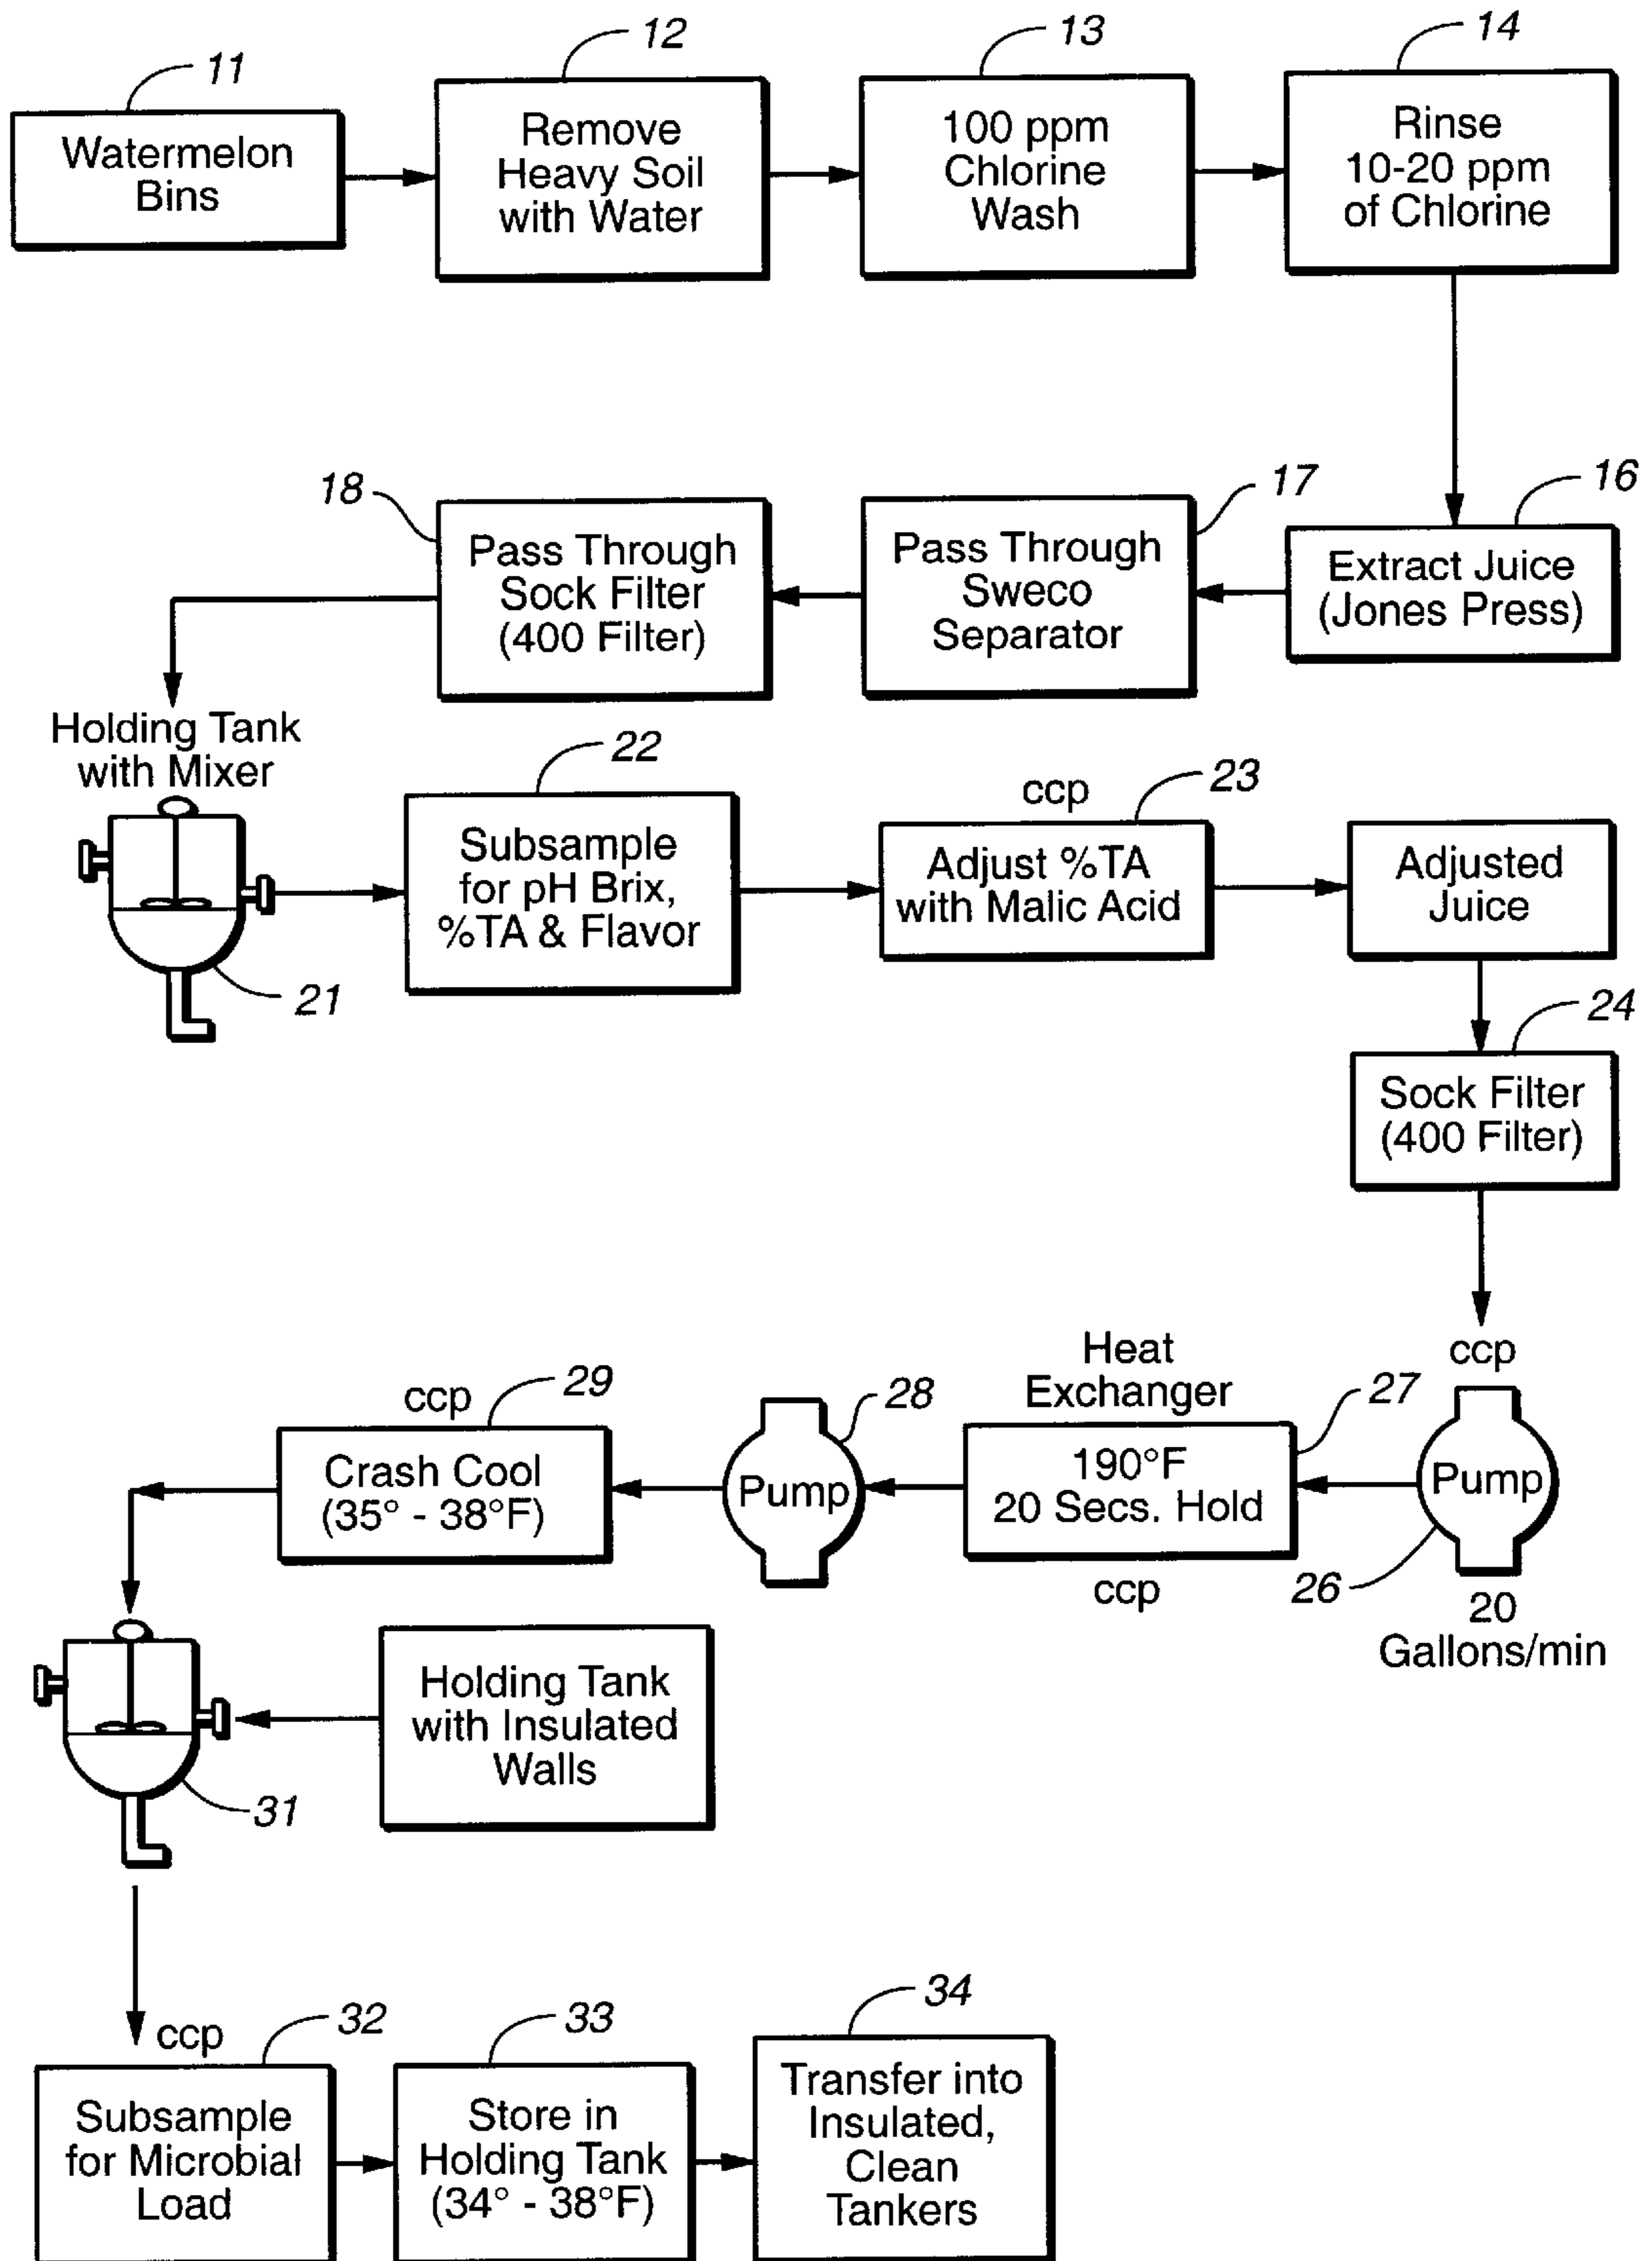 11
Watermelon
Bins
12
Remove
Heavy Soil
with Water
13
100 ppm
Chlorine
Wash
14
Rinse
10-20 ppm
of Chlorine
16
Extract Juice
(Jones Press)
17
Pass Through
Sweco
Separator
18
Pass Through
Sock Filter
(400 Filter)
Holding Tank
with Mixer
21
22
Subsample
for pH Brix,
%TA & Flavor
ccp
23
Adjust %TA
with Malic Acid
Adjusted
Juice
24
Sock Filter
(400 Filter)
ccp
Pump
26
20
Gallons/min
Heat
Exchanger
27
190°F
20 Secs. Hold
ccp
28
Pump
ccp
29
Crash Cool
(35° - 38°F)
Holding Tank
with Insulated
Walls
31
ccp
32
Subsample
for Microbial
Load
33
Store in
Holding Tank
(34° - 38°F)
34
Transfer into
Insulated,
Clean
Tankers